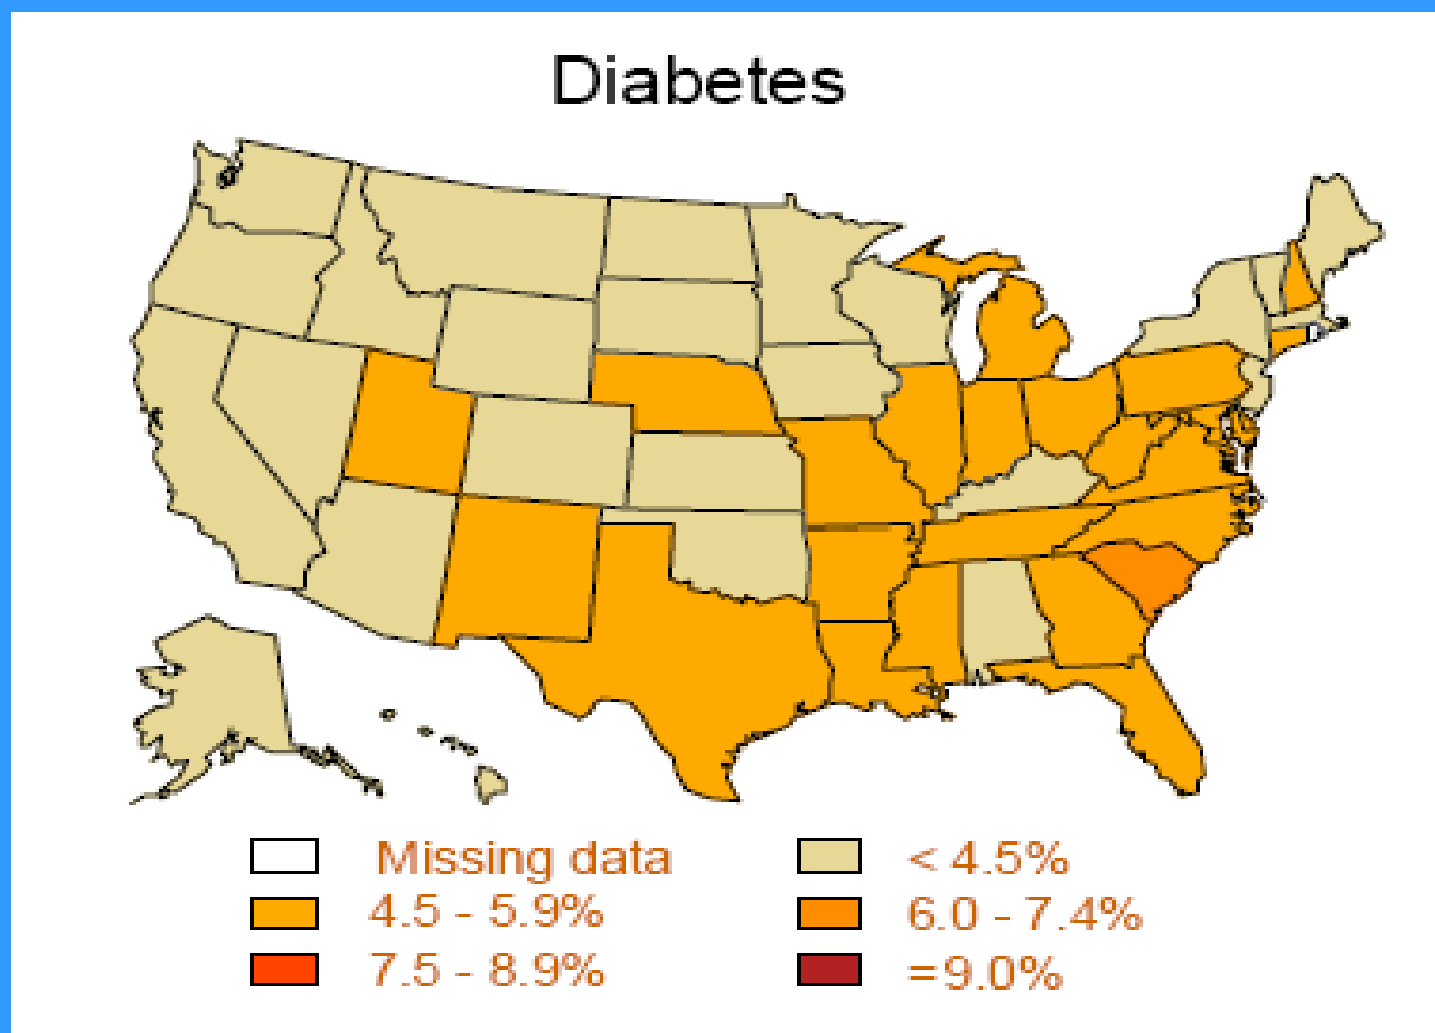 Diabetes
Missing data
< 4.5%
4.5 - 5.9%
6.0 - 7.4%
7.5 - 8.9%
=9.0%